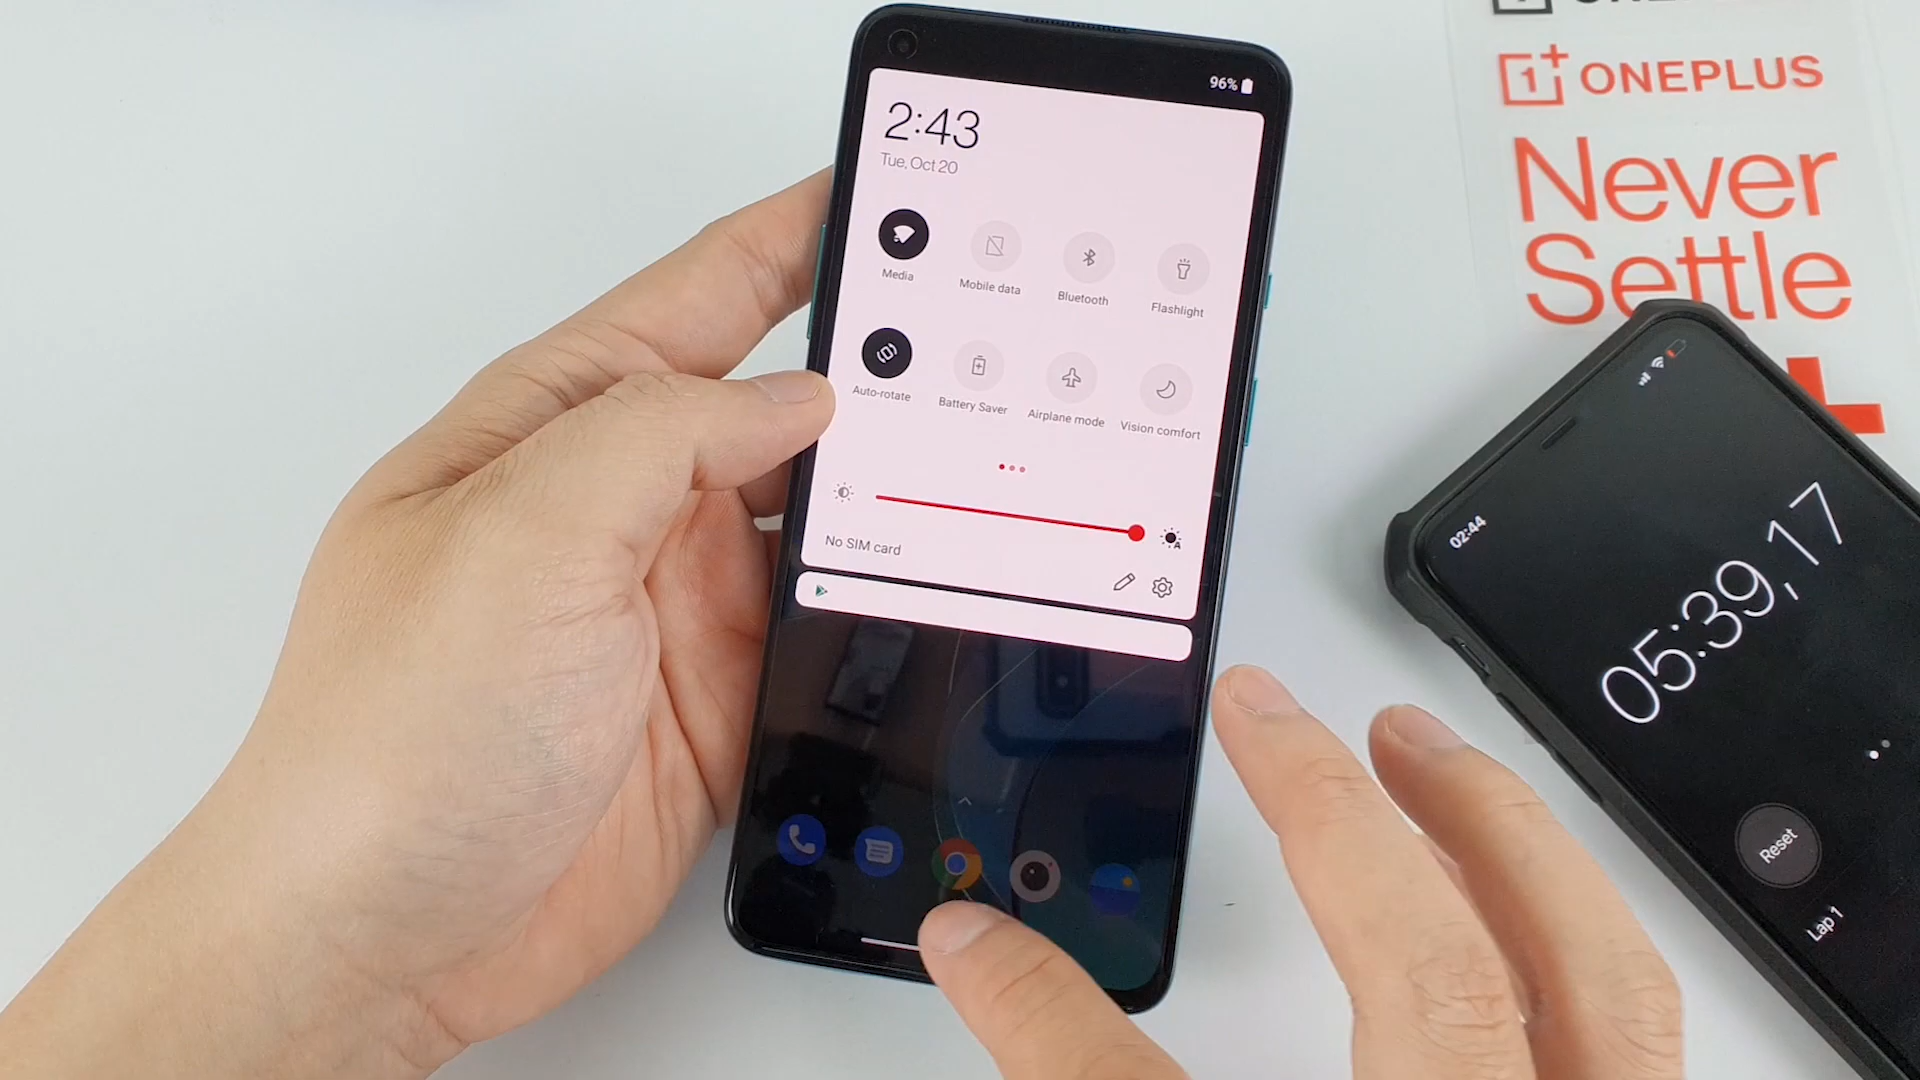 96%
2:43
Tue, Oct 20
Media
Mobile data
Bluetooth
Flashlight
Auto-rotate
Battery Saver
Airplane mode
Vision comfort
No SIM card
1+ ONEPLUS
Never
Settle
02:44
05:39,17
Reset
Lap 1